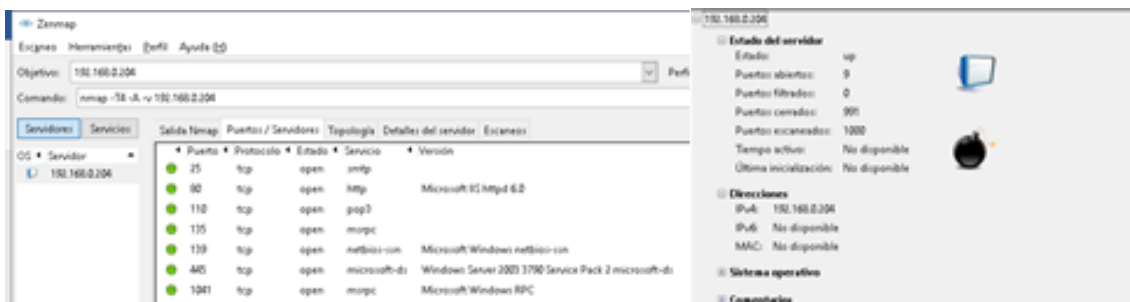 Zenmap
Escaneo Herramientas Perfil Ayuda
Objetivo: 192.168.0.204
Comando: nmap -T4 -A -v 192.168.0.204
Servidores Servicios
Salida Nmap Puertos / Servidores Topología Detalles del servidor Escaneos
OS Servidor
192.168.0.204
Puerto Protocolo Estado Servicio Versión
25 tcp open smtp
80 tcp open http Microsoft IIS httpd 6.0
110 tcp open pop3
135 tcp open msrpc
139 tcp open netbios-ssn Microsoft Windows netbios-ssn
445 tcp open microsoft-ds Windows Server 2003 3790 Service Pack 2 microsoft-ds
1041 tcp open msrpc Microsoft Windows RPC
192.168.0.204
Estado del servidor
Estado: up
Puertos abiertos: 9
Puertos filtrados: 0
Puertos cerrados: 991
Puertos escaneados: 1000
Tiempo activo: No disponible
Última inicialización: No disponible
Direcciones
IPv4: 192.168.0.204
IPv6: No disponible
MAC: No disponible
Sistema operativo
Comentarios